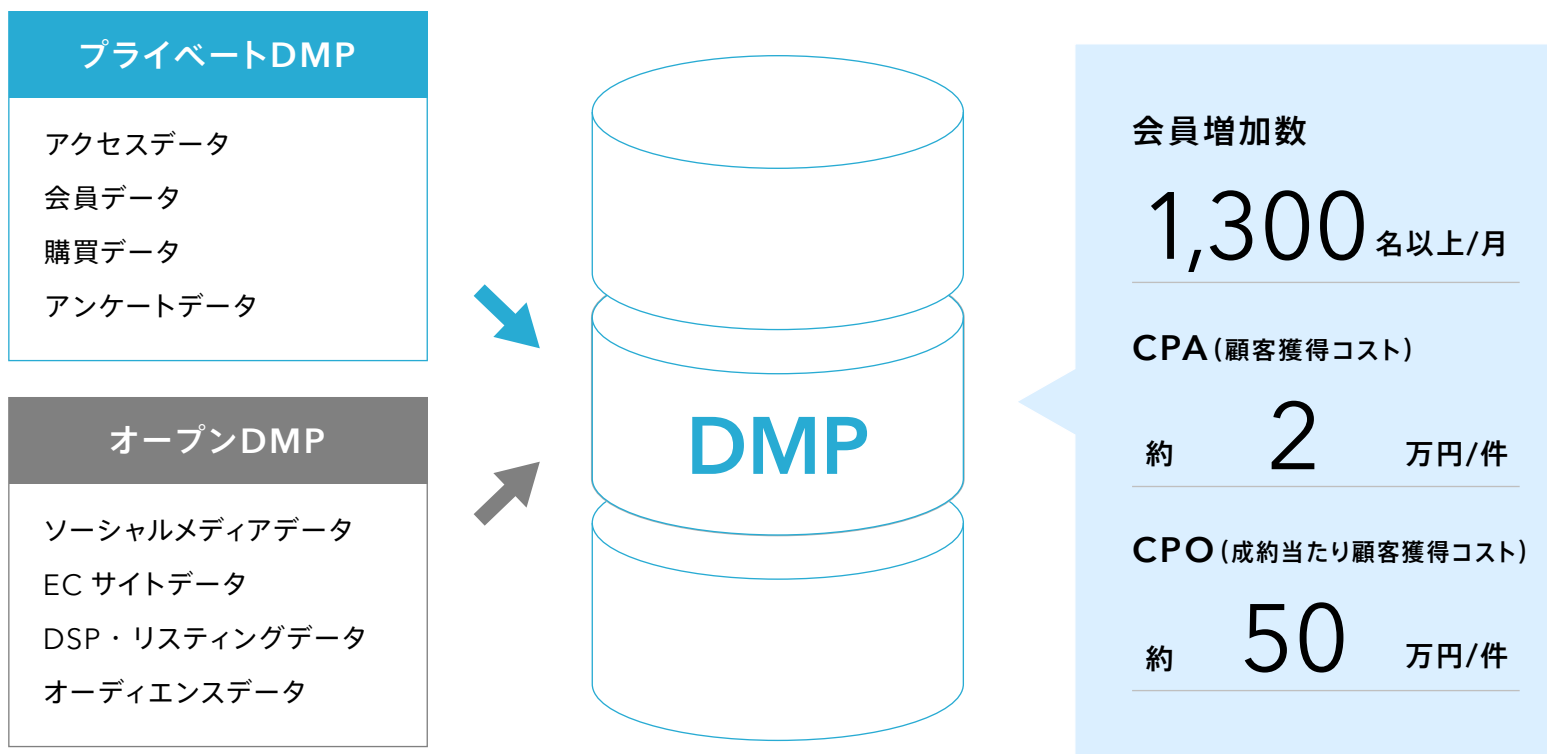 プライベートDMP
アクセスデータ
会員データ
購買データ
アンケートデータ
オープンDMP
ソーシャルメディアデータ
EC サイトデータ
DSP・リスティングデータ
オーディエンスデータ
DMP
会員増加数
1,300名以上/月
CPA(顧客獲得コスト)
約 2 万円/件
CPO(成約当たり顧客獲得コスト)
約 50 万円/件